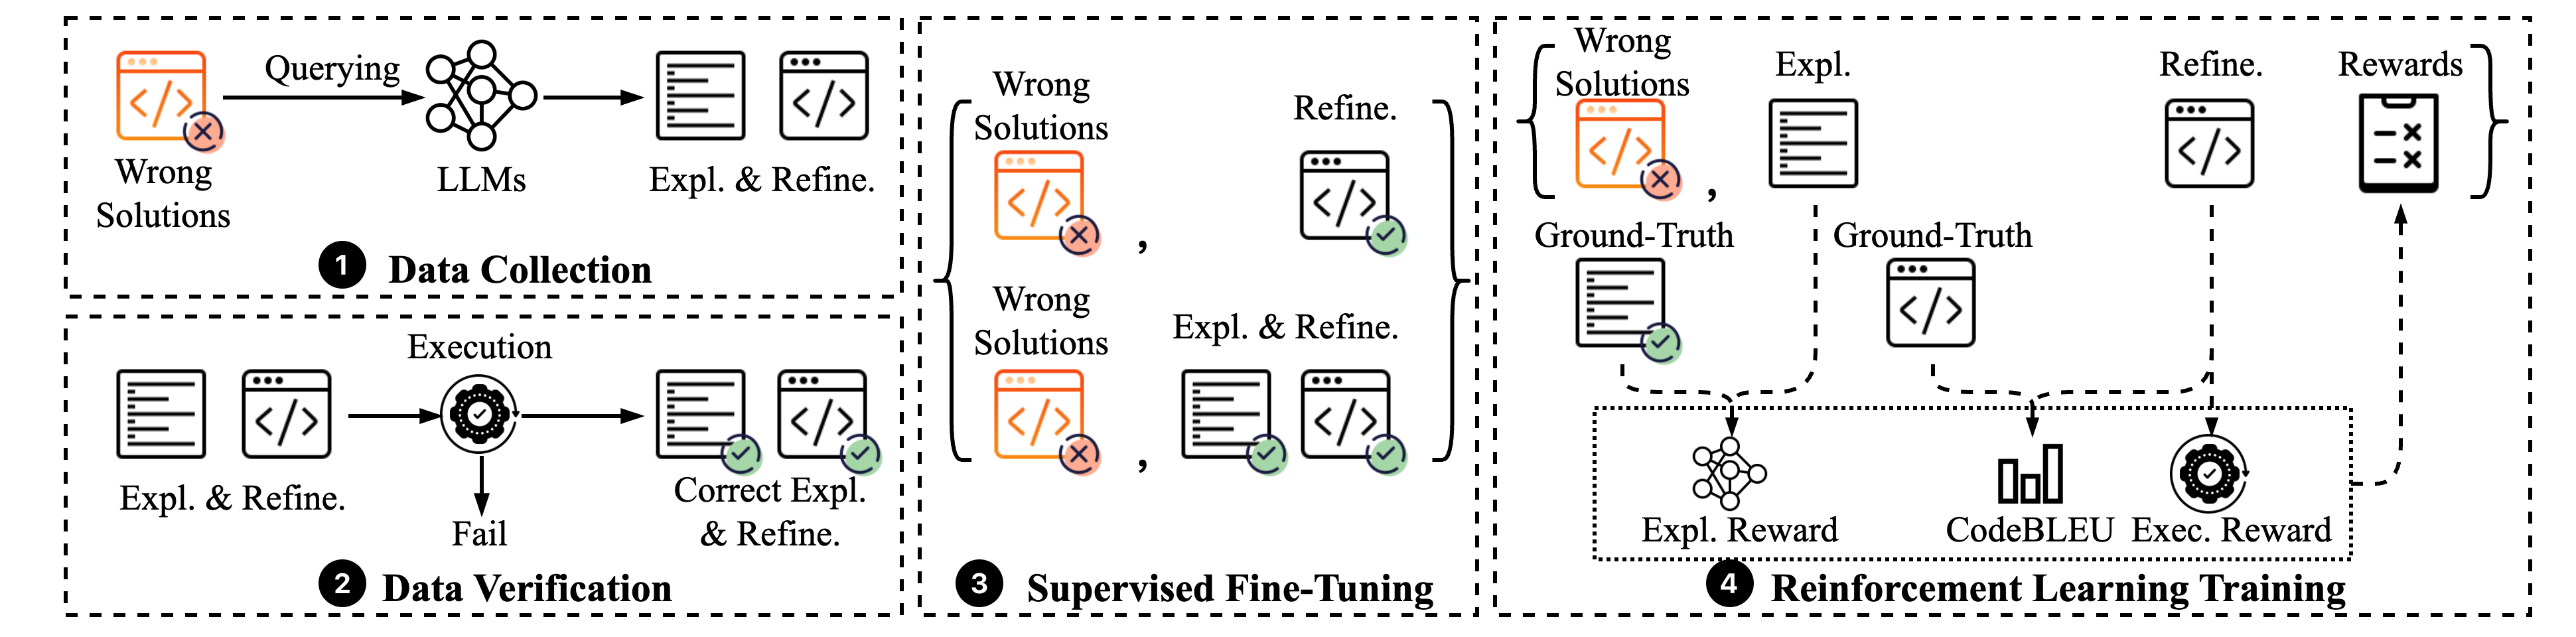 Querying
Wrong
Solutions
LLMs
Expl. & Refine.
1 Data Collection
Execution
Expl. & Refine.
Fail
Correct Expl.
& Refine.
2 Data Verification
Wrong
Solutions
,
Refine.
Wrong
Solutions
,
Expl. & Refine.
3 Supervised Fine-Tuning
Wrong
Solutions
,
Expl.
Refine.
Rewards
Ground-Truth
Ground-Truth
Expl. Reward
CodeBLEU
Exec. Reward
4 Reinforcement Learning Training